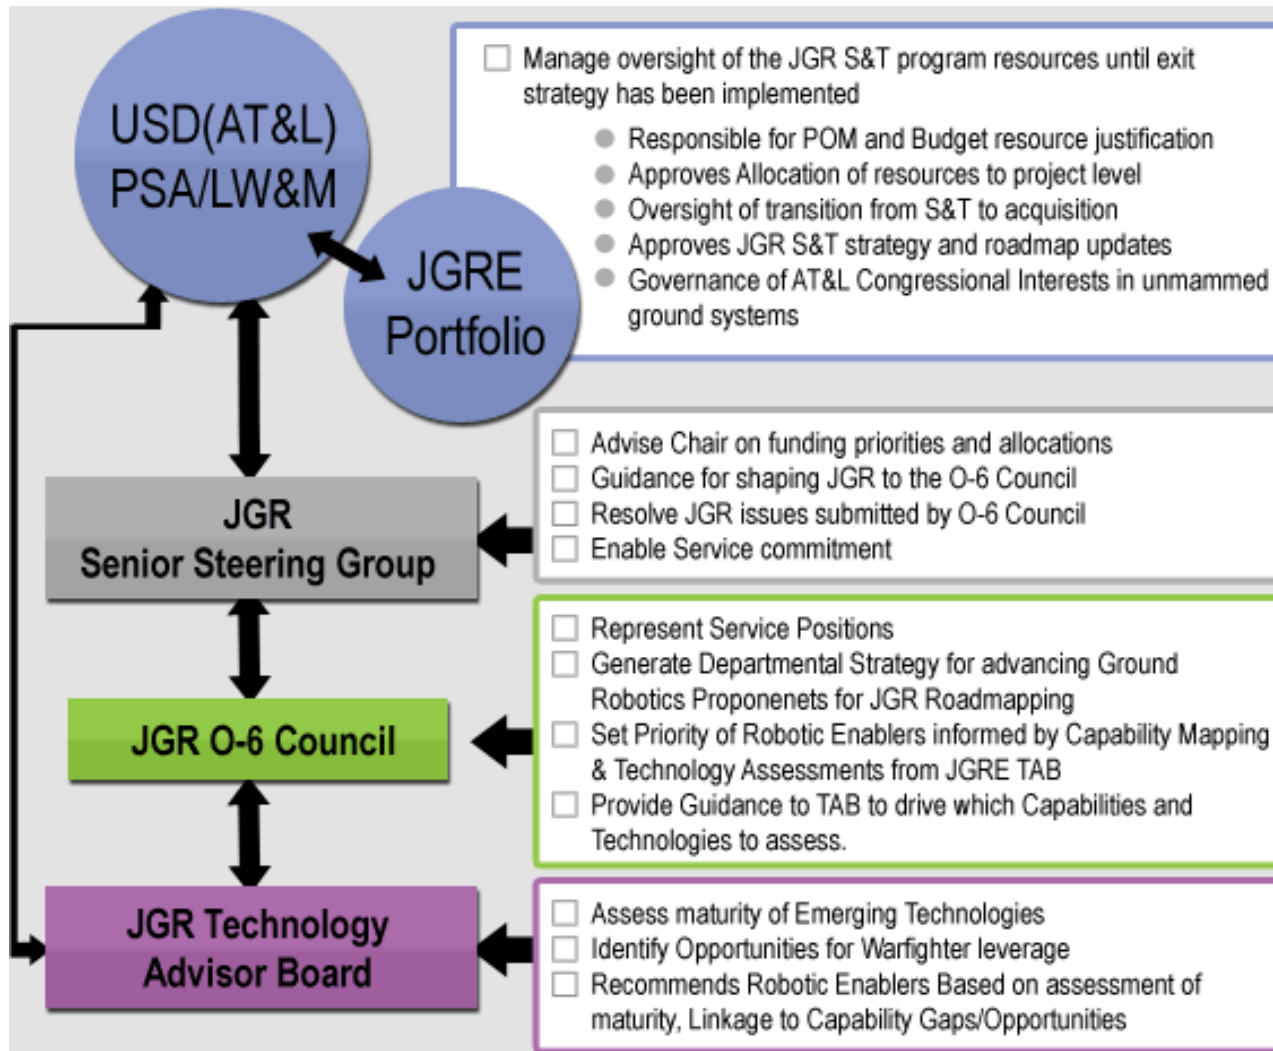 USD(AT&L)
PSA/LW&M
JGRE
Portfolio
Manage oversight of the JGR S&T program resources until exit
strategy has been implemented
Responsible for POM and Budget resource justification
Approves Allocation of resources to project level
Oversight of transition from S&T to acquisition
Approves JGR S&T strategy and roadmap updates
Governance of AT&L Congressional Interests in unmammed
ground systems
JGR
Senior Steering Group
Advise Chair on funding priorities and allocations
Guidance for shaping JGR to the O-6 Council
Resolve JGR issues submitted by O-6 Council
Enable Service commitment
JGR O-6 Council
Represent Service Positions
Generate Departmental Strategy for advancing Ground
Robotics Proponenets for JGR Roadmapping
Set Priority of Robotic Enablers informed by Capability Mapping
& Technology Assessments from JGRE TAB
Provide Guidance to TAB to drive which Capabilities and
Technologies to assess.
JGR Technology
Advisor Board
Assess maturity of Emerging Technologies
Identify Opportunities for Warfighter leverage
Recommends Robotic Enablers Based on assessment of
maturity, Linkage to Capability Gaps/Opportunities